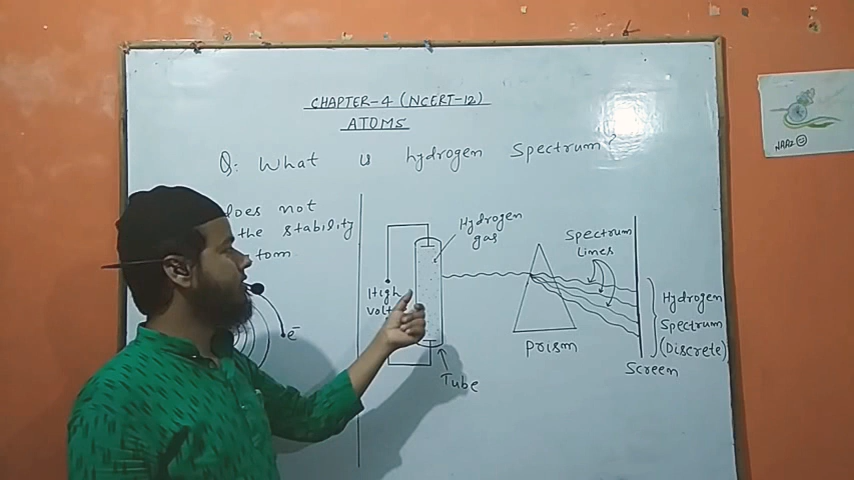 CHAPTER-4 (NCERT-12)
ATOMS
Q: What is hydrogen Spectrum?
does not
the stability
tom
e-
High
volt
Hydrogen
gas
Tube
Prism
Spectrum
Lines
Hydrogen
Spectrum
(Discrete)
Screen